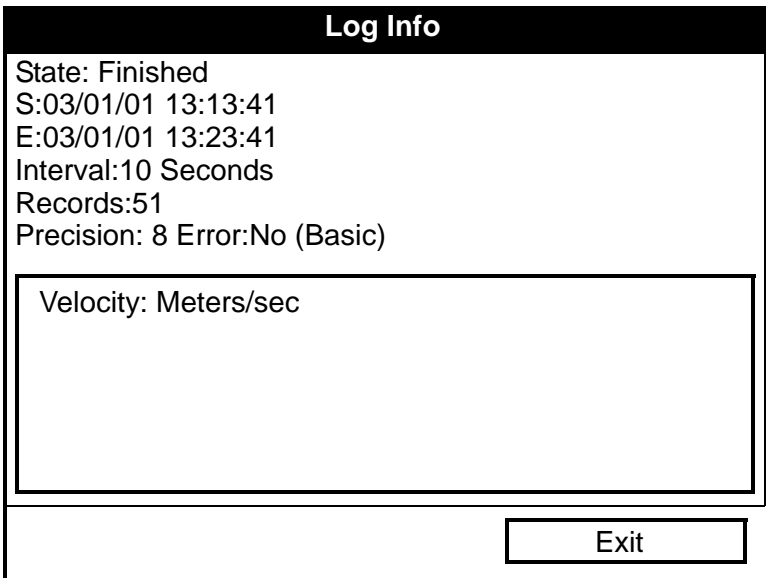 Log Info
State: Finished
S:03/01/01 13:13:41
E:03/01/01 13:23:41
Interval:10 Seconds
Records:51
Precision: 8 Error:No (Basic)
Velocity: Meters/sec
Exit